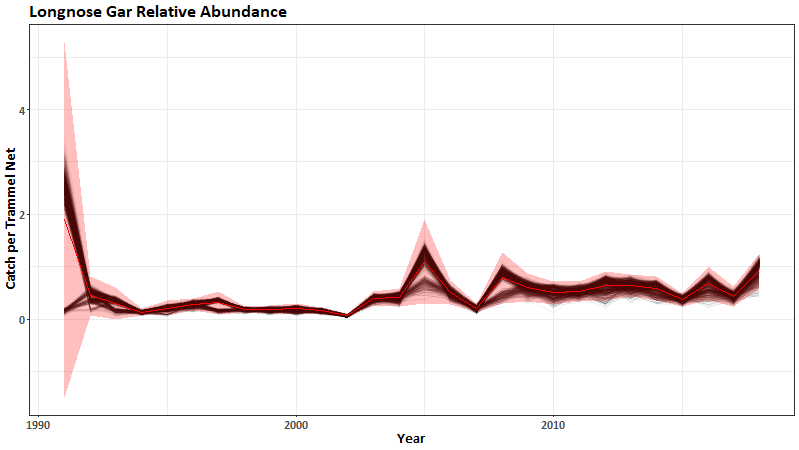 Longnose Gar Relative Abundance
Catch per Trammel Net
4
2
0
1990
2000
2010
Year